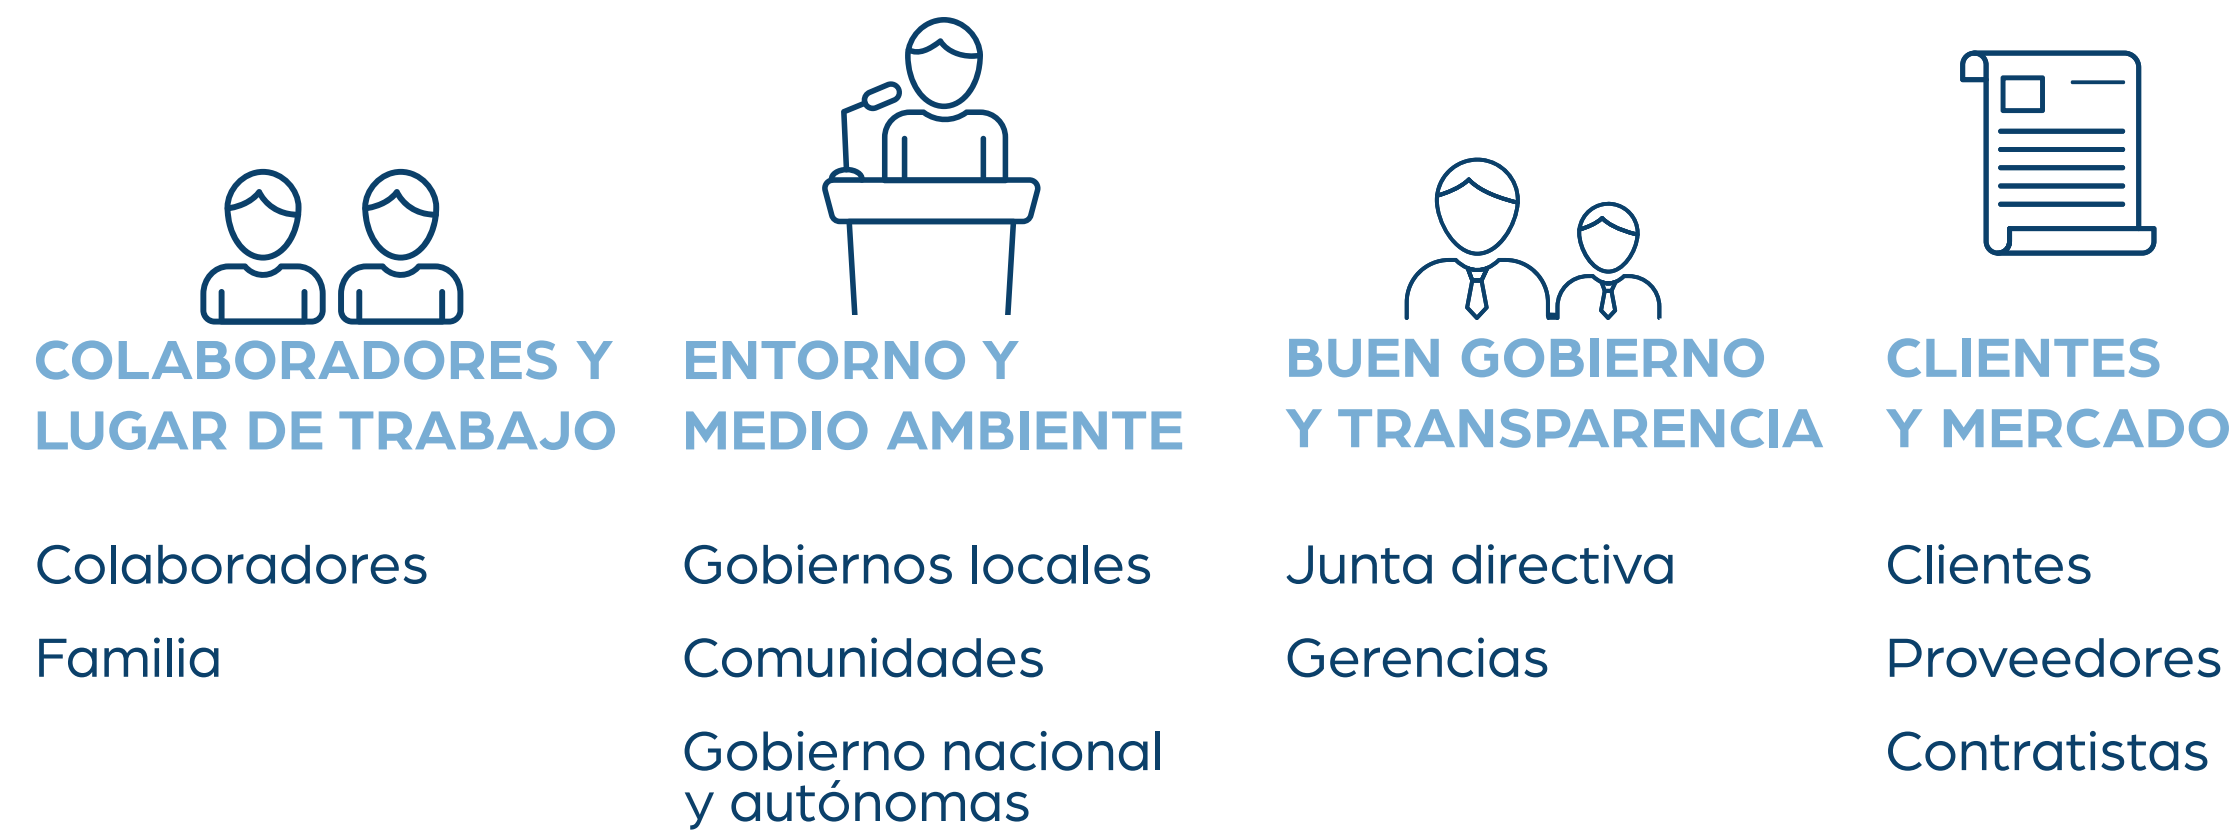 COLABORADORES Y
LUGAR DE TRABAJO
Colaboradores
Familia
ENTORNO Y
MEDIO AMBIENTE
Gobiernos locales
Comunidades
Gobierno nacional
y autónomas
BUEN GOBIERNO
Y TRANSPARENCIA
Junta directiva
Gerencias
CLIENTES
Y MERCADO
Clientes
Proveedores
Contratistas